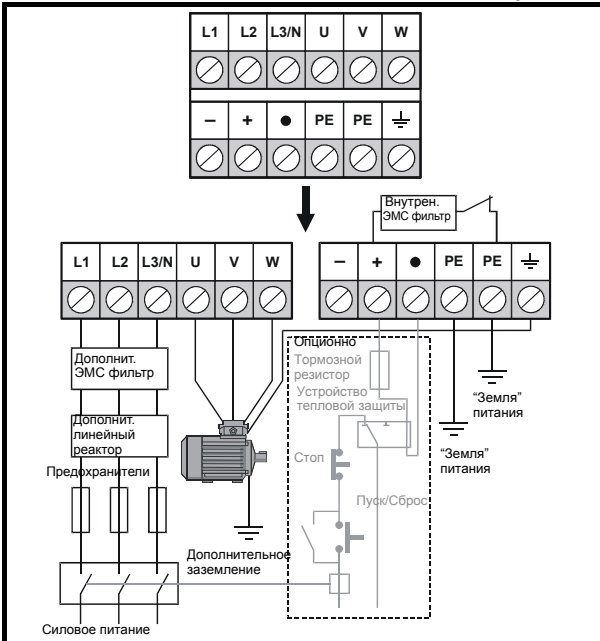 L1 L2 L3/N U V W
− + ● PE PE ⏚
Внутрен.
ЭМС фильтр
L1 L2 L3/N U V W
− + ● PE PE ⏚
Дополнит.
ЭМС фильтр
Дополнит.
линейный
реактор
Предохранители
Опционно
Тормозной
резистор
Устройство
тепловой защиты
Стоп
Пуск/Сброс
“Земля”
питания
“Земля”
питания
Дополнительное
заземление
Силовое питание